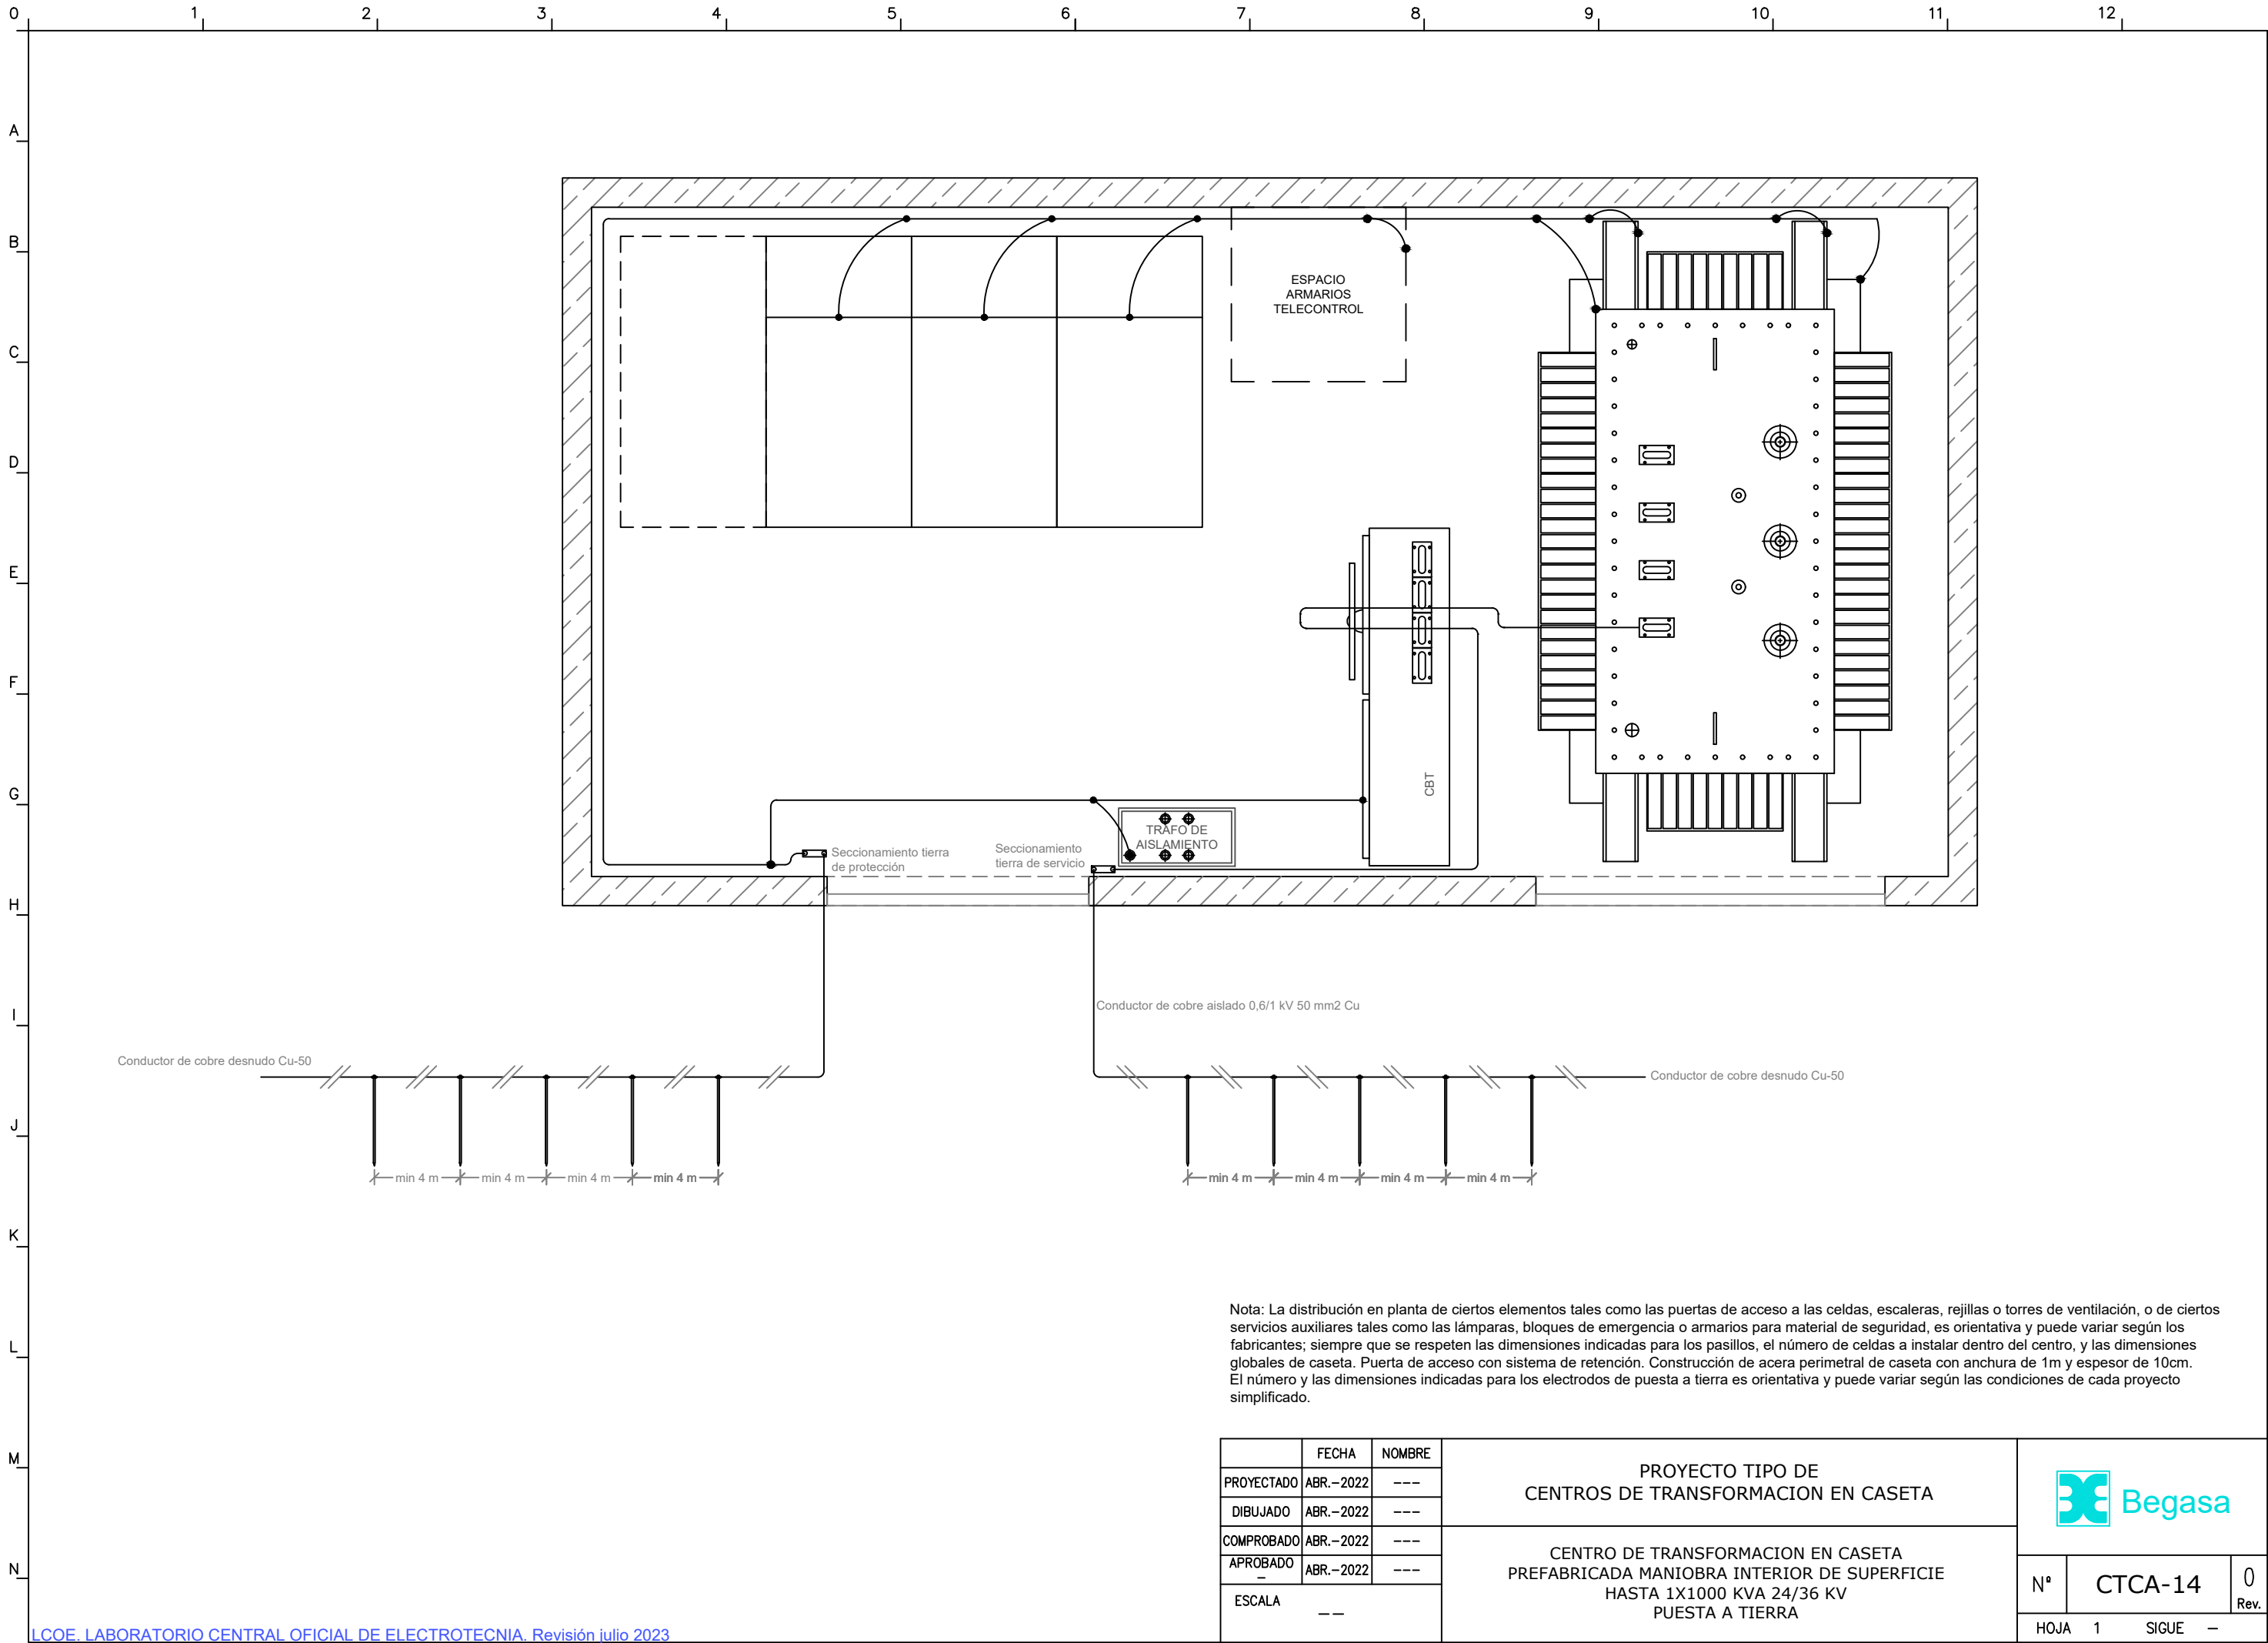 0 1 2 3 4 5 6 7 8 9 10 11 12
A
B
C
D
E
F
G
H
I
J
K
L
M
N
ESPACIO
ARMARIOS
TELECONTROL
CBT
TRAFO DE
AISLAMIENTO
Seccionamiento tierra
de protección
Seccionamiento
tierra de servicio
Conductor de cobre aislado 0,6/1 kV 50 mm2 Cu
Conductor de cobre desnudo Cu-50
Conductor de cobre desnudo Cu-50
min 4 m min 4 m min 4 m min 4 m
min 4 m min 4 m min 4 m min 4 m
Nota: La distribución en planta de ciertos elementos tales como las puertas de acceso a las celdas, escaleras, rejillas o torres de ventilación, o de ciertos
servicios auxiliares tales como las lámparas, bloques de emergencia o armarios para material de seguridad, es orientativa y puede variar según los
fabricantes; siempre que se respeten las dimensiones indicadas para los pasillos, el número de celdas a instalar dentro del centro, y las dimensiones
globales de caseta. Puerta de acceso con sistema de retención. Construcción de acera perimetral de caseta con anchura de 1m y espesor de 10cm.
El número y las dimensiones indicadas para los electrodos de puesta a tierra es orientativa y puede variar según las condiciones de cada proyecto
simplificado.
FECHA NOMBRE
PROYECTADO ABR.-2022 ---
DIBUJADO ABR.-2022 ---
COMPROBADO ABR.-2022 ---
APROBADO - ABR.-2022 ---
ESCALA --
PROYECTO TIPO DE
CENTROS DE TRANSFORMACION EN CASETA
CENTRO DE TRANSFORMACION EN CASETA
PREFABRICADA MANIOBRA INTERIOR DE SUPERFICIE
HASTA 1X1000 KVA 24/36 KV
PUESTA A TIERRA
Begasa
Nº CTCA-14 0 Rev.
HOJA 1 SIGUE -
LCOE. LABORATORIO CENTRAL OFICIAL DE ELECTROTECNIA. Revisión julio 2023